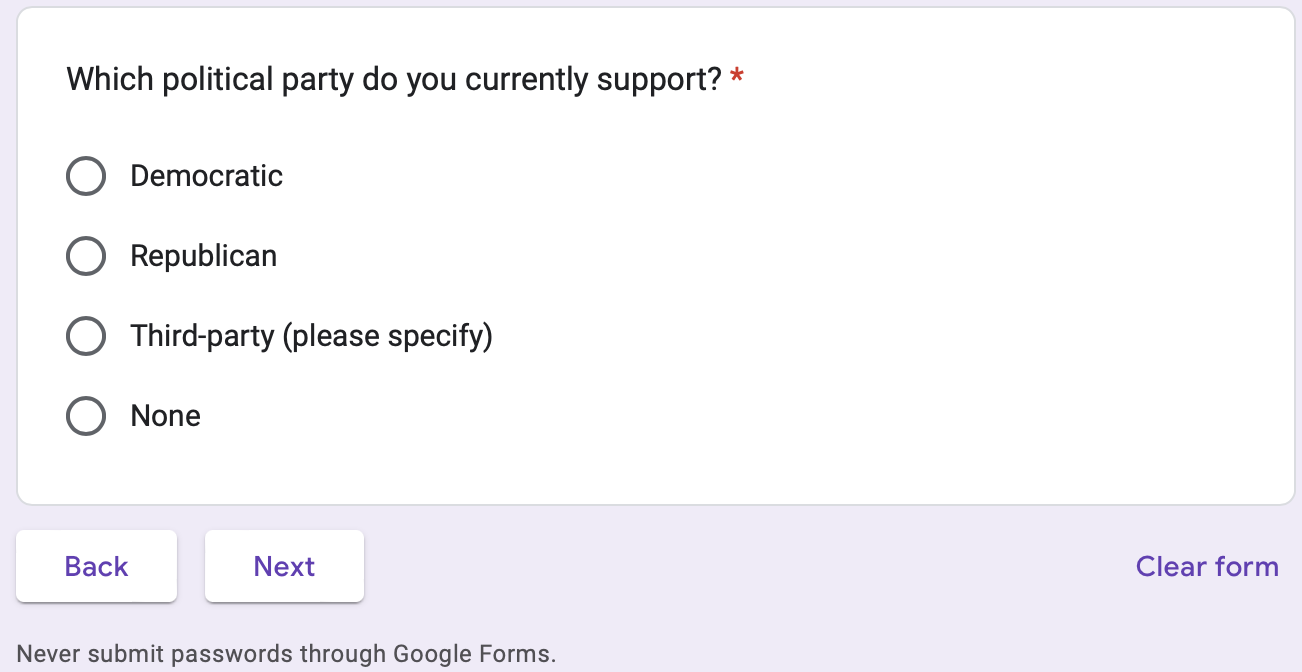 Which political party do you currently support? *
Democratic
Republican
Third-party (please specify)
None
Back Next Clear form
Never submit passwords through Google Forms.